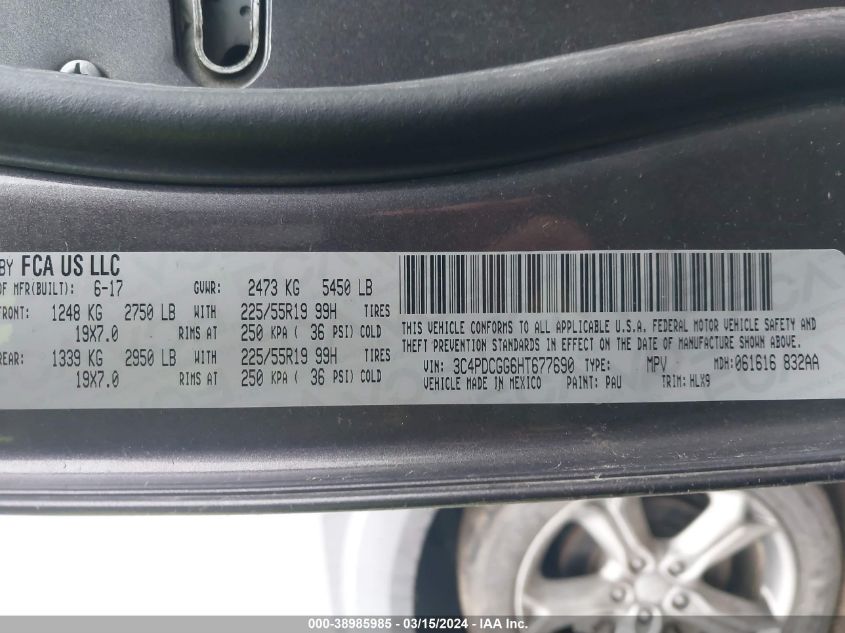 BY FCA US LLC
OF MFR(BUILT): 6-17 GVWR: 2473 KG 5450 LB
FRONT: 1248 KG 2750 LB WITH 225/55R19 99H TIRES
19X7.0 RIMS AT 250 KPA ( 36 PSI) COLD
REAR: 1339 KG 2950 LB WITH 225/55R19 99H TIRES
19X7.0 RIMS AT 250 KPA ( 36 PSI) COLD
THIS VEHICLE CONFORMS TO ALL APPLICABLE U.S.A. FEDERAL MOTOR VEHICLE SAFETY AND
THEFT PREVENTION STANDARDS IN EFFECT ON THE DATE OF MANUFACTURE SHOWN ABOVE.
VIN: 3C4PDCGG6HT677690 TYPE: MPV MDH:061616 832AA
VEHICLE MADE IN MEXICO PAINT: PAU TRIM: HLX9
000-38985985 - 03/15/2024 - IAAI.com